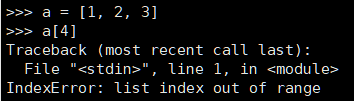 >>> a = [1, 2, 3]
>>> a[4]
Traceback (most recent call last):
  File "<stdin>", line 1, in <module>
IndexError: list index out of range